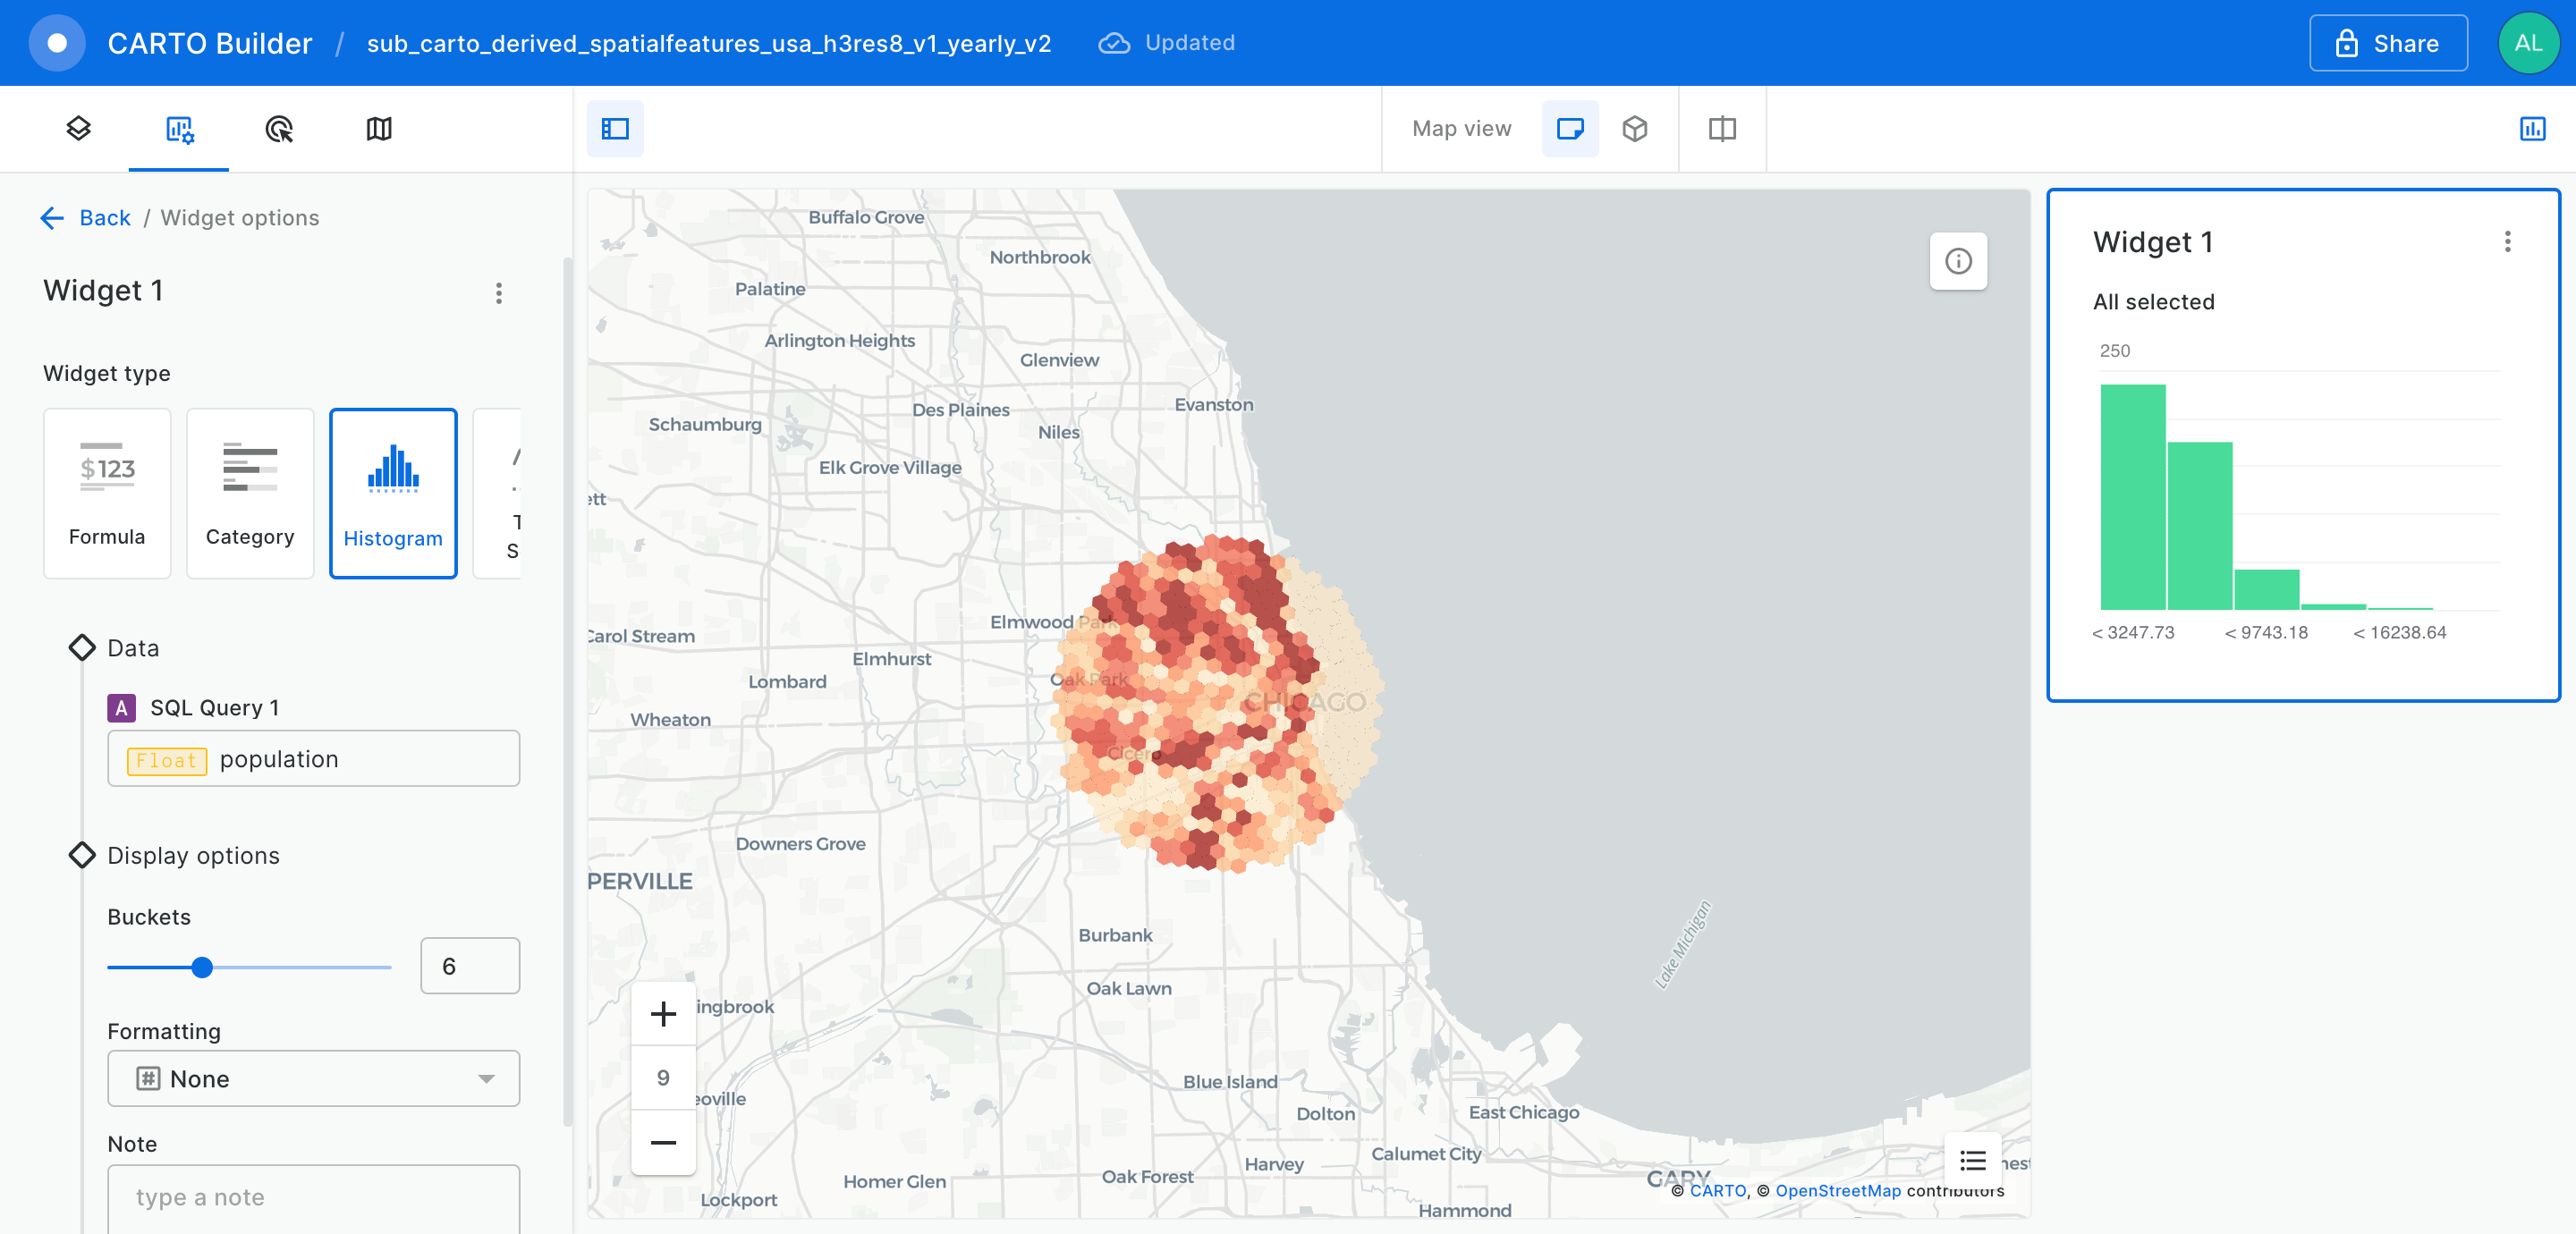 CARTO Builder / sub_carto_derived_spatialfeatures_usa_h3res8_v1_yearly_v2 Updated
Share
AL
Map view
Back / Widget options
Widget 1
Widget type
$123
Formula
Category
Histogram
T
S
Data
A SQL Query 1
Float population
Display options
Buckets
6
Formatting
# None
Note
type a note
Buffalo Grove
Northbrook
Palatine
Arlington Heights
Glenview
Des Plaines
Evanston
Schaumburg
Niles
Elk Grove Village
ett
Elmwood Park
Carol Stream
Elmhurst
Oak Park
Lombard
CHICAGO
Wheaton
Cicero
Downers Grove
PERVILLE
Burbank
Lake Michigan
Oak Lawn
ingbrook
Blue Island
eoville
Dolton
East Chicago
Calumet City
Harvey
Oak Forest
Homer Glen
GARY
Lockport
Hammond
+
9
−
© CARTO, © OpenStreetMap contributors
Widget 1
All selected
250
< 3247.73
< 9743.18
< 16238.64